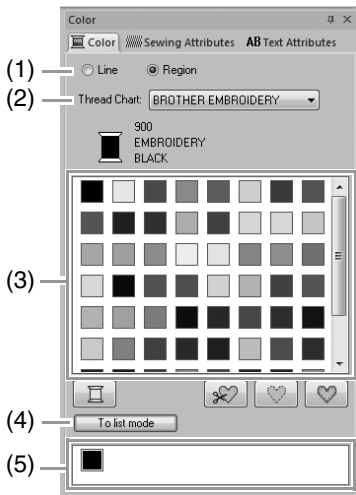 Color
Color Sewing Attributes AB Text Attributes
(1) Line Region
(2) Thread Chart: BROTHER EMBROIDERY
900
EMBROIDERY
BLACK
(3)
(4) To list mode
(5)